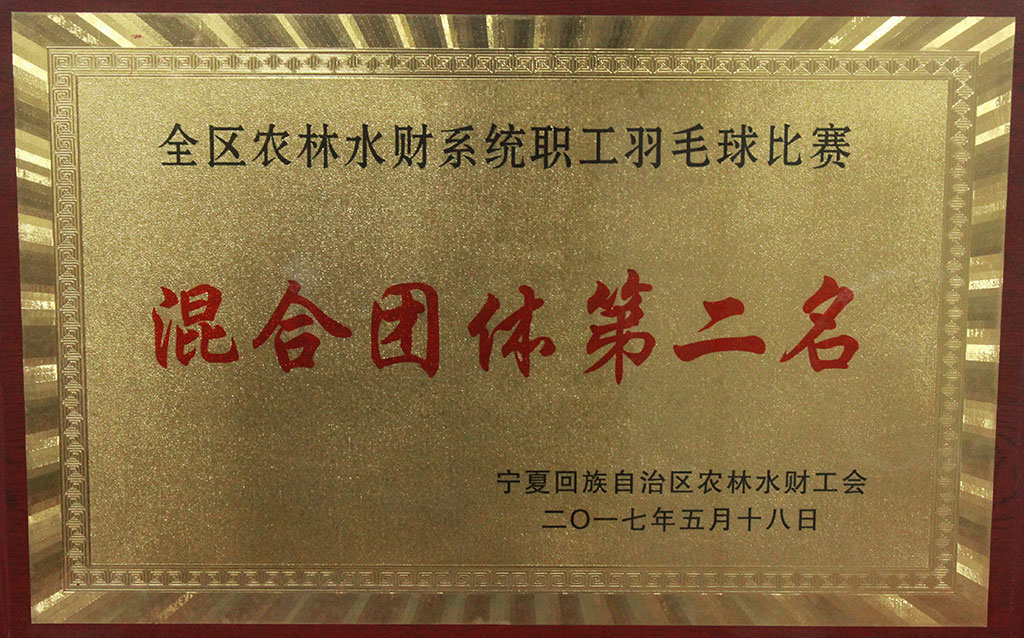 全区农林水财系统职工羽毛球比赛
混合团体第二名
宁夏回族自治区农林水财工会
二〇一七年五月十八日